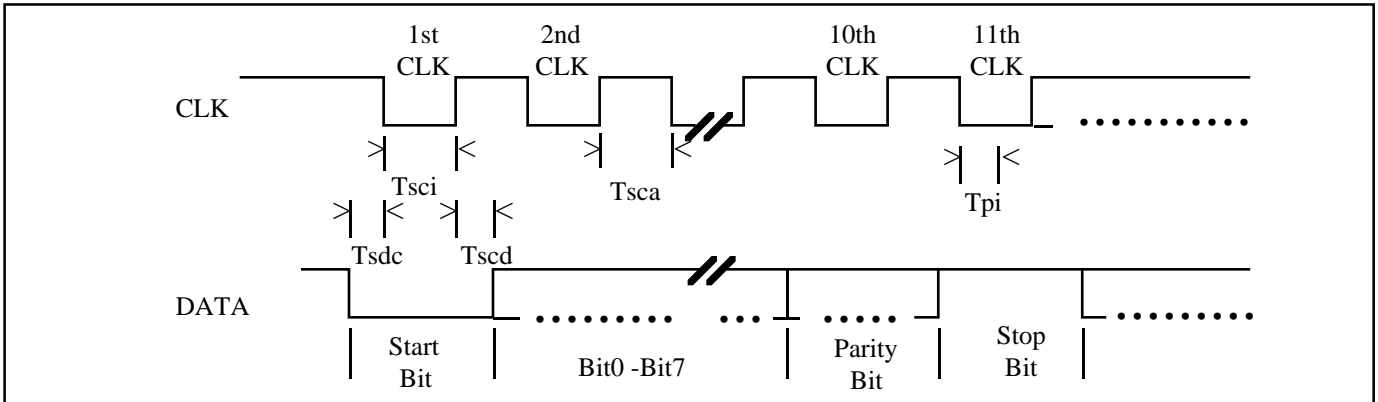 1st
CLK
2nd
CLK
10th
CLK
11th
CLK
CLK
Tsci
Tsca
Tpi
Tsdc
Tscd
DATA
Start
Bit
Bit0 -Bit7
Parity
Bit
Stop
Bit